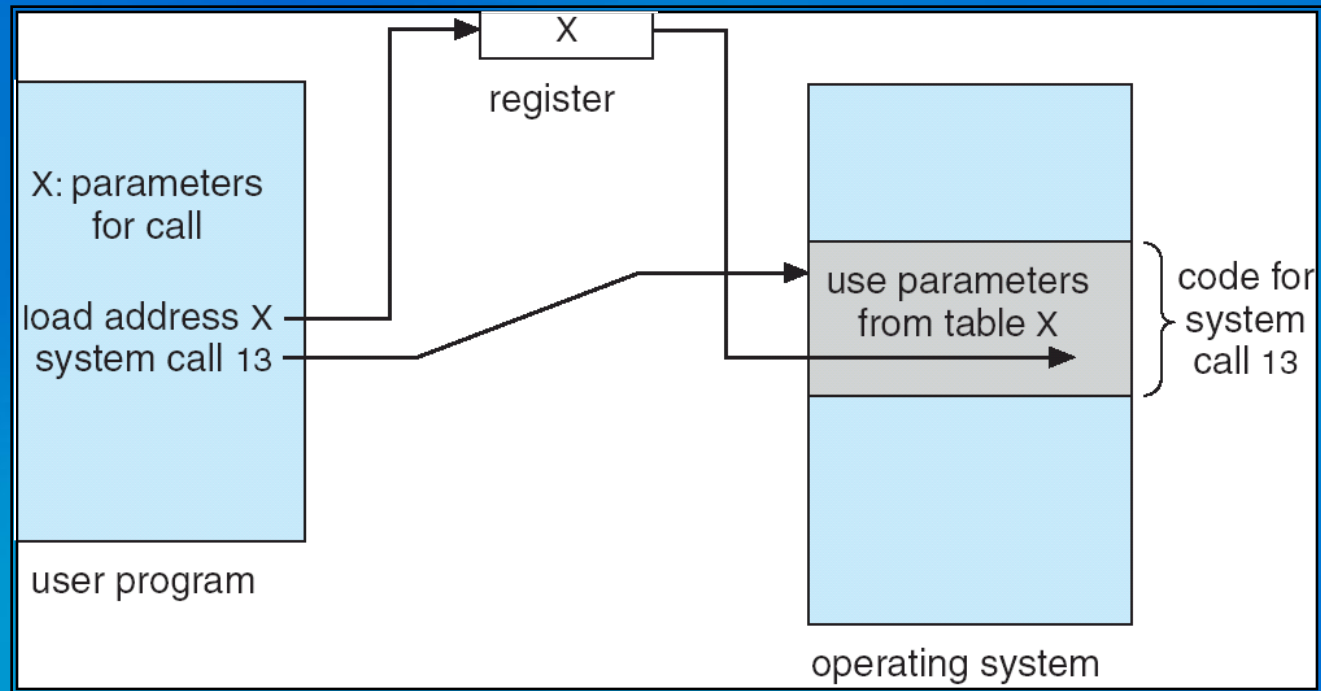 X
register
X: parameters
for call
load address X
system call 13
user program
use parameters
from table X
code for
system
call 13
operating system